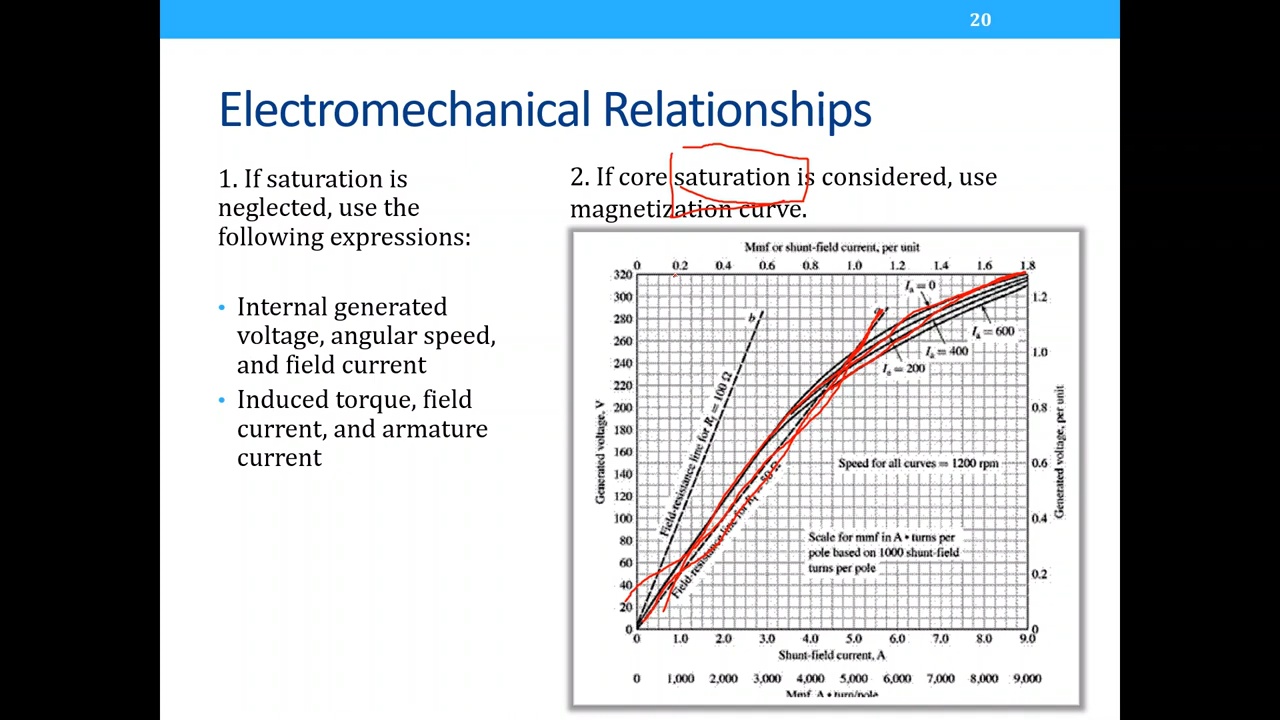 20
Electromechanical Relationships
1. If saturation is
neglected, use the
following expressions:
• Internal generated
voltage, angular speed,
and field current
• Induced torque, field
current, and armature
current
2. If core saturation is considered, use
magnetization curve.
Mmf or shunt-field current, per unit
0 0.2 0.4 0.6 0.8 1.0 1.2 1.4 1.6 1.8
320
300
280
260
240
220
200
180
160
140
120
100
80
60
40
20
0
Generated voltage, V
b
a
Field-resistance line for Rf = 100 Ω
Field-resistance line for Rf = 50 Ω
Ia = 0
Ia = 600
Ia = 400
Ia = 200
Speed for all curves = 1200 rpm
Scale for mmf in A • turns per
pole based on 1000 shunt-field
turns per pole
1.2
1.0
0.8
0.6
0.4
0.2
0
Generated voltage, per unit
0 1.0 2.0 3.0 4.0 5.0 6.0 7.0 8.0 9.0
Shunt-field current, A
0 1,000 2,000 3,000 4,000 5,000 6,000 7,000 8,000 9,000
Mmf, A • turn/pole